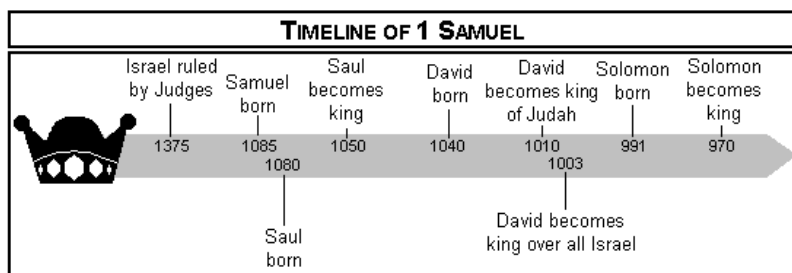 TIMELINE OF 1 SAMUEL
Israel ruled
by Judges
Samuel
born
Saul
becomes
king
David
born
David
becomes king
of Judah
Solomon
born
Solomon
becomes
king
1375
1085
1080
1050
1040
1010
1003
991
970
Saul
born
David becomes
king over all Israel